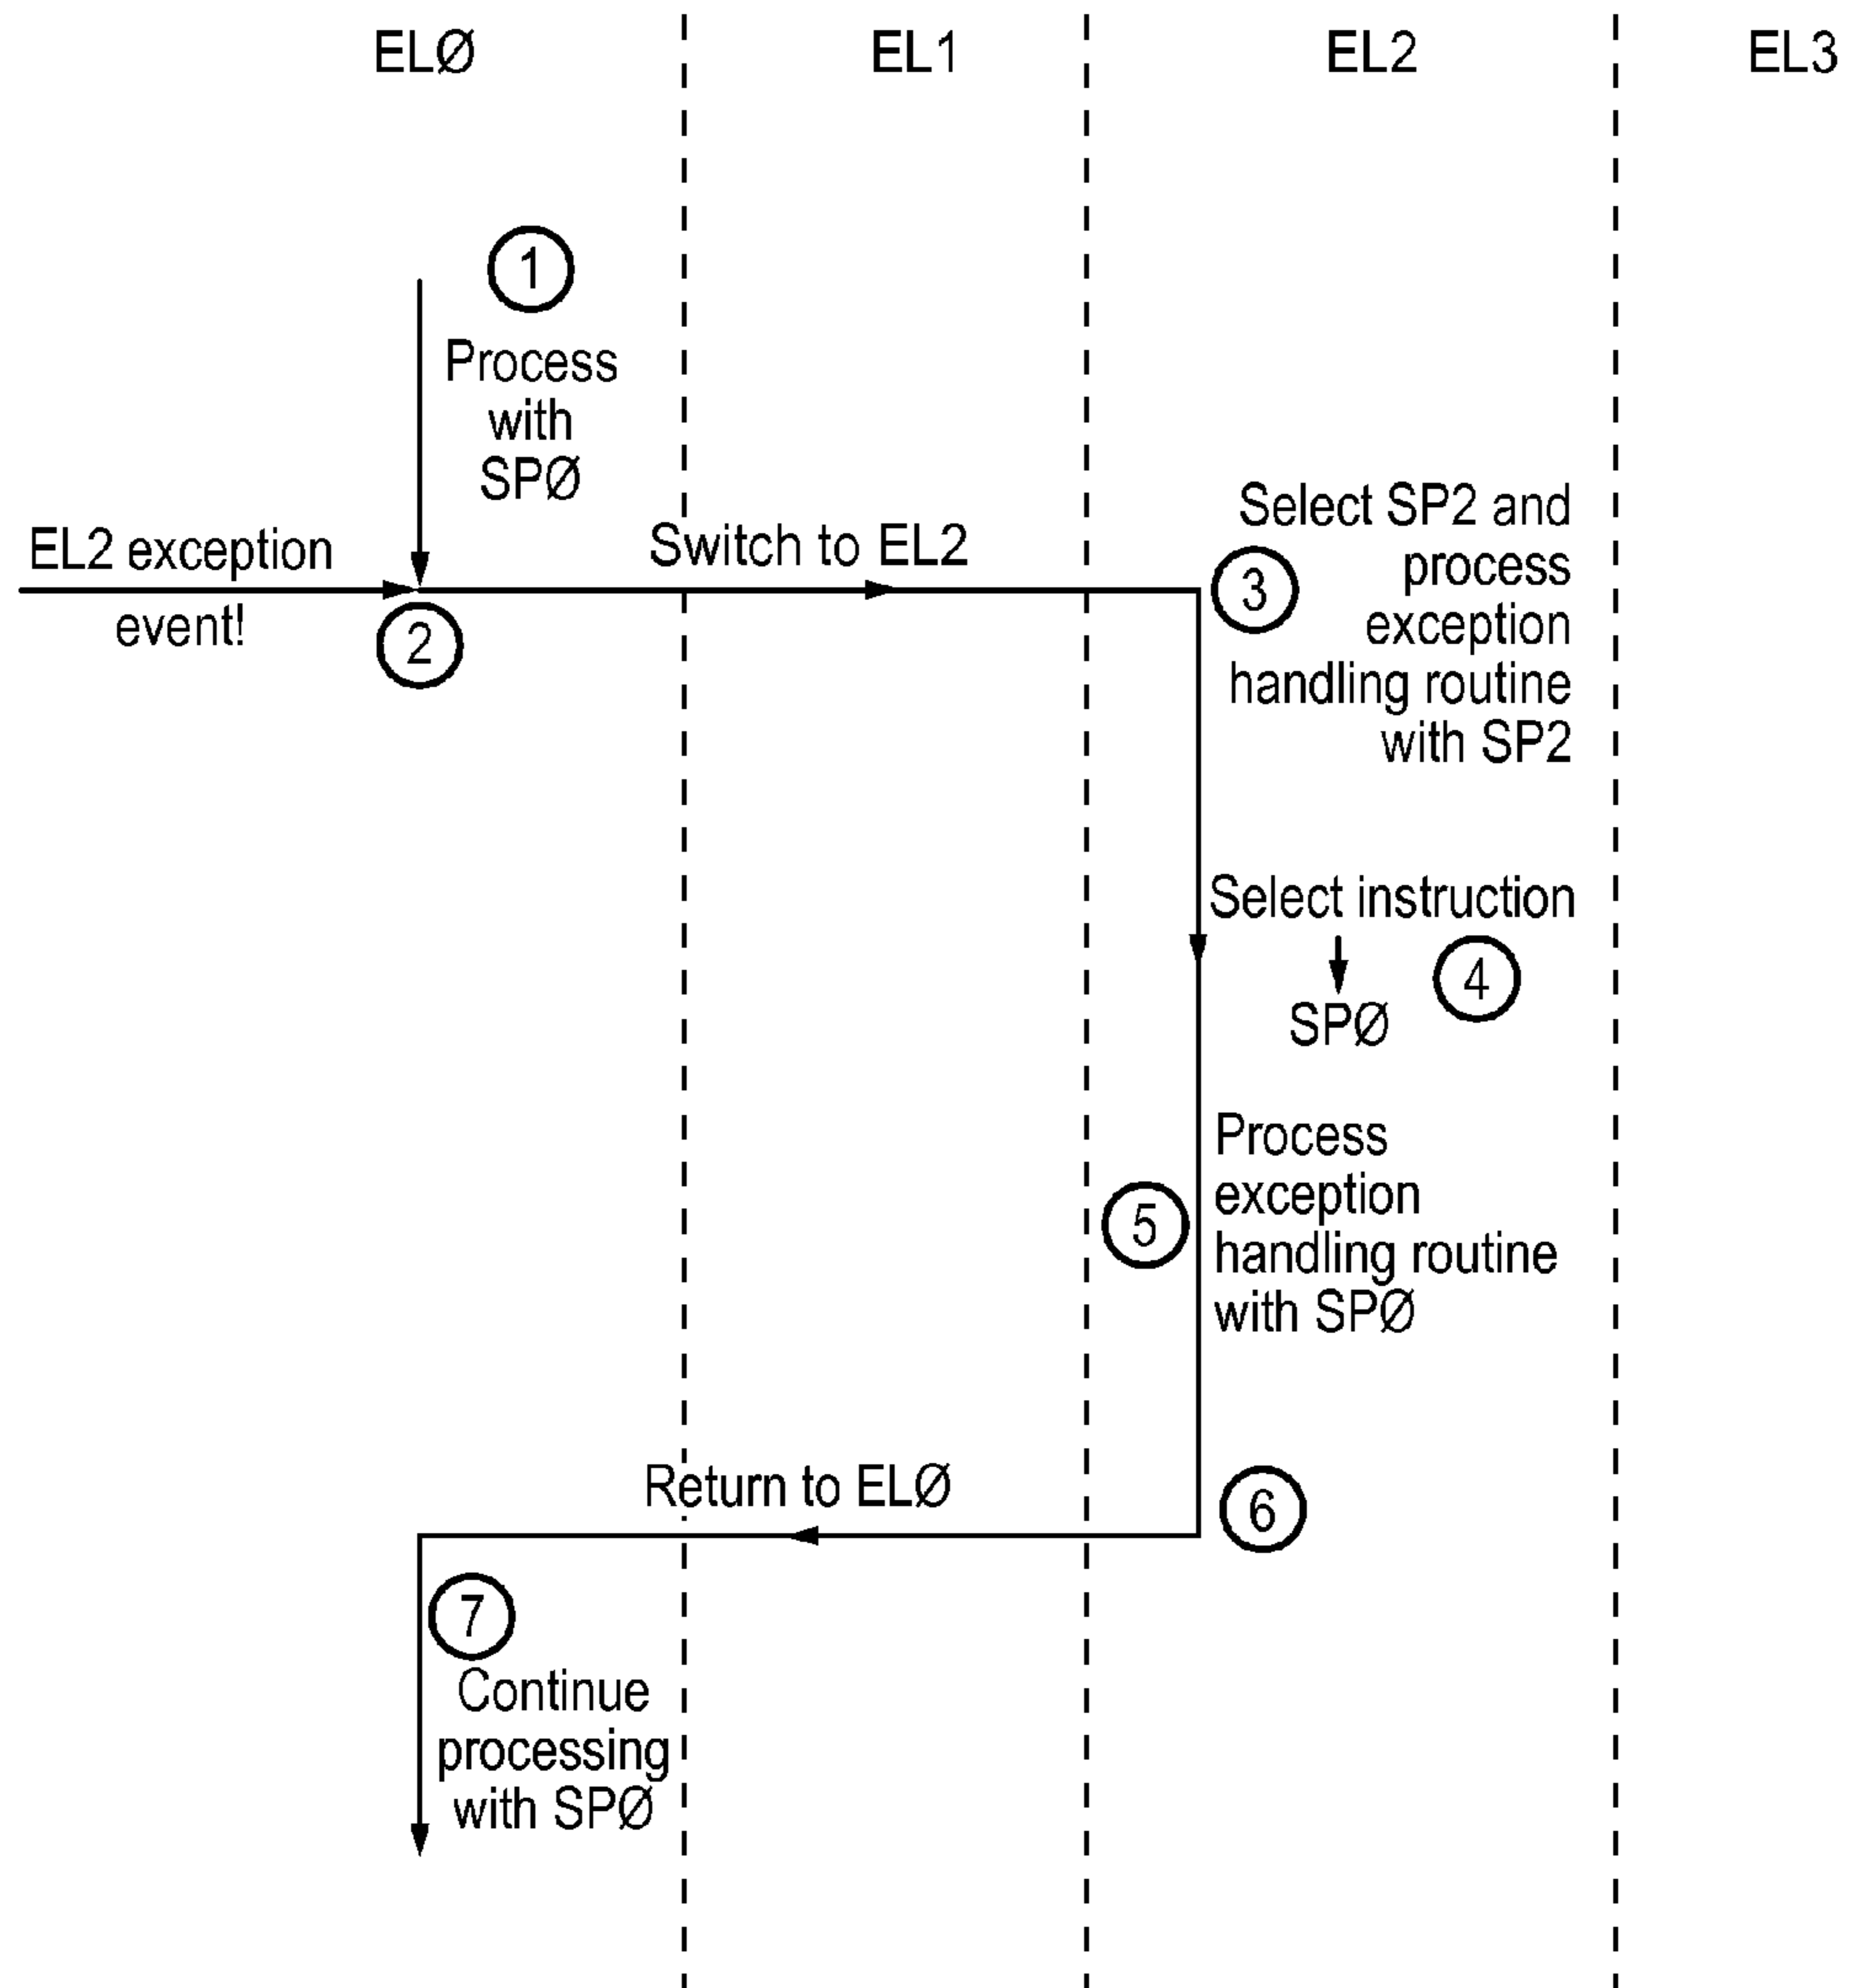 ELØ
EL1
EL2
EL3
1
Process
with
SPØ
EL2 exception
event!
2
Switch to EL2
3
Select SP2 and
process
exception
handling routine
with SP2
Select instruction
4
SPØ
5
Process
exception
handling routine
with SPØ
Return to ELØ
6
7
Continue
processing
with SPØ